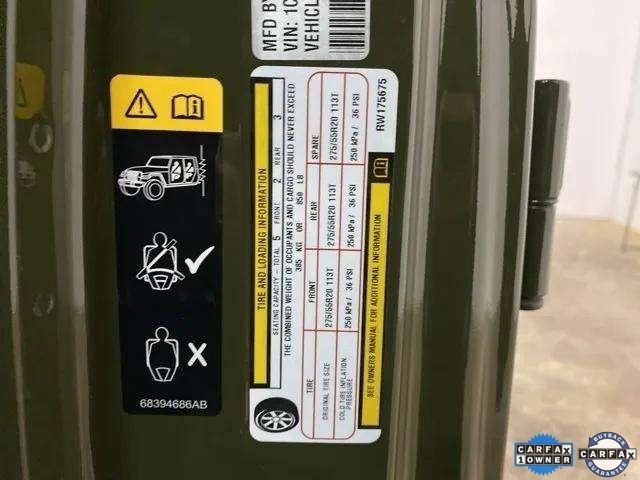 MFD BY
VIN: 1C
VEHICL
TIRE AND LOADING INFORMATION
SEATING CAPACITY - TOTAL 5 FRONT 2 REAR 3
THE COMBINED WEIGHT OF OCCUPANTS AND CARGO SHOULD NEVER EXCEED
385 KG OR 850 LB
TIRE FRONT REAR SPARE
ORIGINAL TIRE SIZE 275/55R20 113T 275/55R20 113T 275/55R20 113T
COLD TIRE INFLATION PRESSURE 250 kPa / 36 PSI 250 kPa / 36 PSI 250 kPa / 36 PSI
SEE OWNERS MANUAL FOR ADDITIONAL INFORMATION
RW175675
68394686AB
CARFAX
1 OWNER
BUYBACK
CARFAX
GUARANTEE